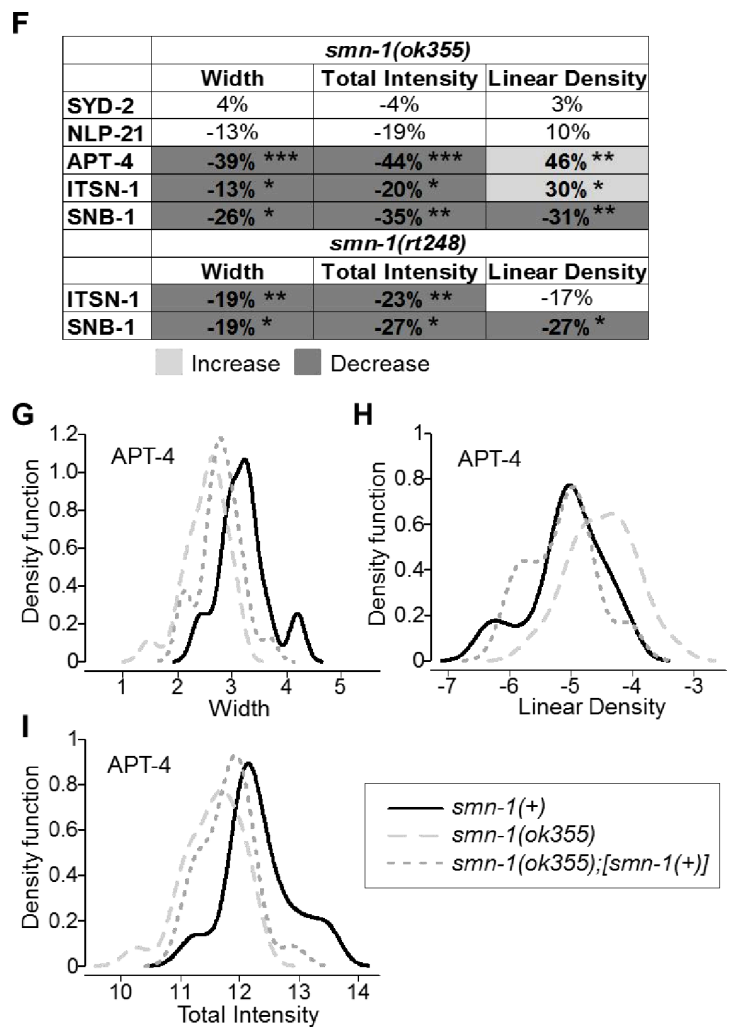 F
smn-1(ok355)
Width Total Intensity Linear Density
SYD-2 4% -4% 3%
NLP-21 -13% -19% 10%
APT-4 -39% *** -44% *** 46% **
ITSN-1 -13% * -20% * 30% *
SNB-1 -26% * -35% ** -31% **
smn-1(rt248)
Width Total Intensity Linear Density
ITSN-1 -19% ** -23% ** -17%
SNB-1 -19% * -27% * -27% *
Increase Decrease
G
APT-4
Density function
1.2
1.0
0.8
0.6
0.4
0.2
0
1 2 3 4 5
Width
H
APT-4
Density function
1
0.8
0.6
0.4
0.2
0
-7 -6 -5 -4 -3
Linear Density
I
APT-4
Density function
1
0.8
0.6
0.4
0.2
0
10 11 12 13 14
Total Intensity
smn-1(+)
smn-1(ok355)
smn-1(ok355);[smn-1(+)]